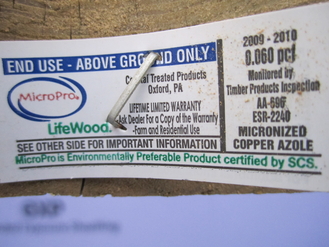 END USE - ABOVE GROUND ONLY
MicroPro®
LifeWood
Coastal Treated Products
Oxford, PA
LIFETIME LIMITED WARRANTY
-Ask Dealer For a Copy of the Warranty
-Farm and Residential Use
2009 - 2010
0.060 pcf
Monitored by
Timber Products Inspection
AA-696
ESR-2240
MICRONIZED
COPPER AZOLE
SEE OTHER SIDE FOR IMPORTANT INFORMATION
MicroPro is Environmentally Preferable Product certified by SCS.